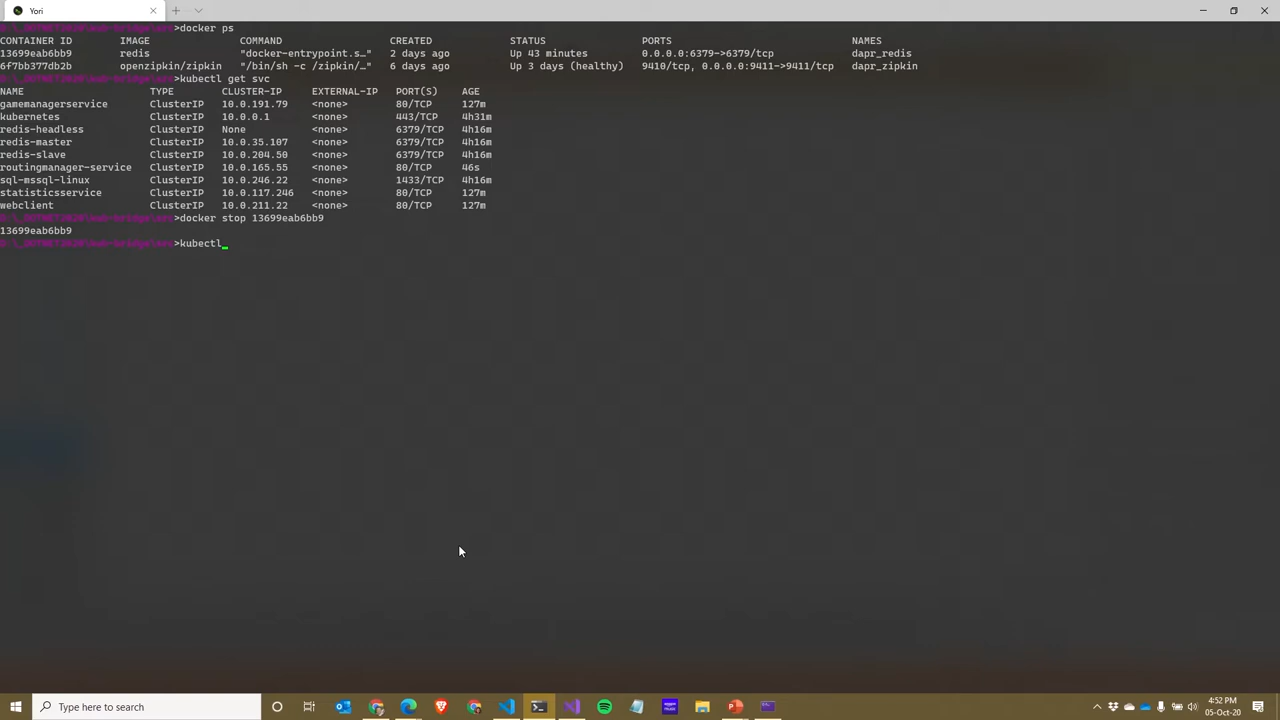 Yori
D:\_DOTNET2020\mub-bridge\src>docker ps
CONTAINER ID IMAGE COMMAND CREATED STATUS PORTS NAMES
13699eab6bb9 redis "docker-entrypoint.s…" 2 days ago Up 43 minutes 0.0.0.0:6379->6379/tcp dapr_redis
6f7bb377db2b openzipkin/zipkin "/bin/sh -c /zipkin/…" 6 days ago Up 3 days (healthy) 9410/tcp, 0.0.0.0:9411->9411/tcp dapr_zipkin
>kubectl get svc
NAME TYPE CLUSTER-IP EXTERNAL-IP PORT(S) AGE
gamemanagerservice ClusterIP 10.0.191.79 <none> 80/TCP 127m
kubernetes ClusterIP 10.0.0.1 <none> 443/TCP 4h31m
redis-headless ClusterIP None <none> 6379/TCP 4h16m
redis-master ClusterIP 10.0.35.107 <none> 6379/TCP 4h16m
redis-slave ClusterIP 10.0.204.50 <none> 6379/TCP 4h16m
routingmanager-service ClusterIP 10.0.165.55 <none> 80/TCP 46s
sql-mssql-linux ClusterIP 10.0.246.22 <none> 1433/TCP 4h16m
statisticsservice ClusterIP 10.0.117.246 <none> 80/TCP 127m
webclient ClusterIP 10.0.211.22 <none> 80/TCP 127m
>docker stop 13699eab6bb9
13699eab6bb9
>kubectl
Type here to search
4:52 PM
05-Oct-20